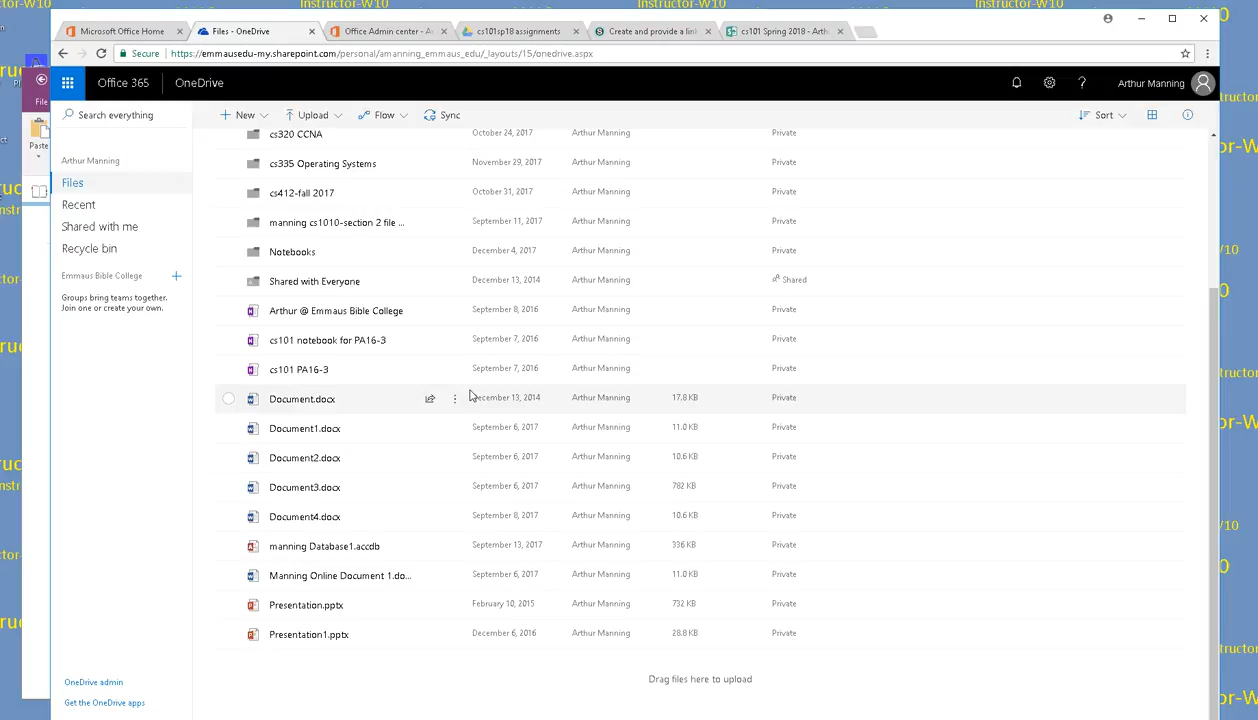 Instructor-W10
Instructor-W10
Instructor-W10
Microsoft Office Home
Files - OneDrive
Office Admin center - A
cs101sp18 assignments
Create and provide a lin
cs101 Spring 2018 - Arth
Secure
https://emmausedu-my.sharepoint.com/personal/amanning_emmaus_edu/_layouts/15/onedrive.aspx
Office 365
OneDrive
Arthur Manning
File
Paste
Search everything
New
Upload
Flow
Sync
Sort
Arthur Manning
Files
Recent
Shared with me
Recycle bin
Emmaus Bible College
Groups bring teams together.
Join one or create your own.
cs320 CCNA October 24, 2017 Arthur Manning Private
cs335 Operating Systems November 29, 2017 Arthur Manning Private
cs412-fall 2017 October 31, 2017 Arthur Manning Private
manning cs1010-section 2 file ... September 11, 2017 Arthur Manning Private
Notebooks December 4, 2017 Arthur Manning Private
Shared with Everyone December 13, 2014 Arthur Manning Shared
Arthur @ Emmaus Bible College September 8, 2016 Arthur Manning Private
cs101 notebook for PA16-3 September 7, 2016 Arthur Manning Private
cs101 PA16-3 September 7, 2016 Arthur Manning Private
Document.docx December 13, 2014 Arthur Manning 17.8 KB Private
Document1.docx September 6, 2017 Arthur Manning 11.0 KB Private
Document2.docx September 6, 2017 Arthur Manning 10.6 KB Private
Document3.docx September 6, 2017 Arthur Manning 782 KB Private
Document4.docx September 8, 2017 Arthur Manning 10.6 KB Private
manning Database1.accdb September 13, 2017 Arthur Manning 336 KB Private
Manning Online Document 1.do... September 6, 2017 Arthur Manning 11.0 KB Private
Presentation.pptx February 10, 2015 Arthur Manning 732 KB Private
Presentation1.pptx December 6, 2016 Arthur Manning 28.8 KB Private
Drag files here to upload
OneDrive admin
Get the OneDrive apps